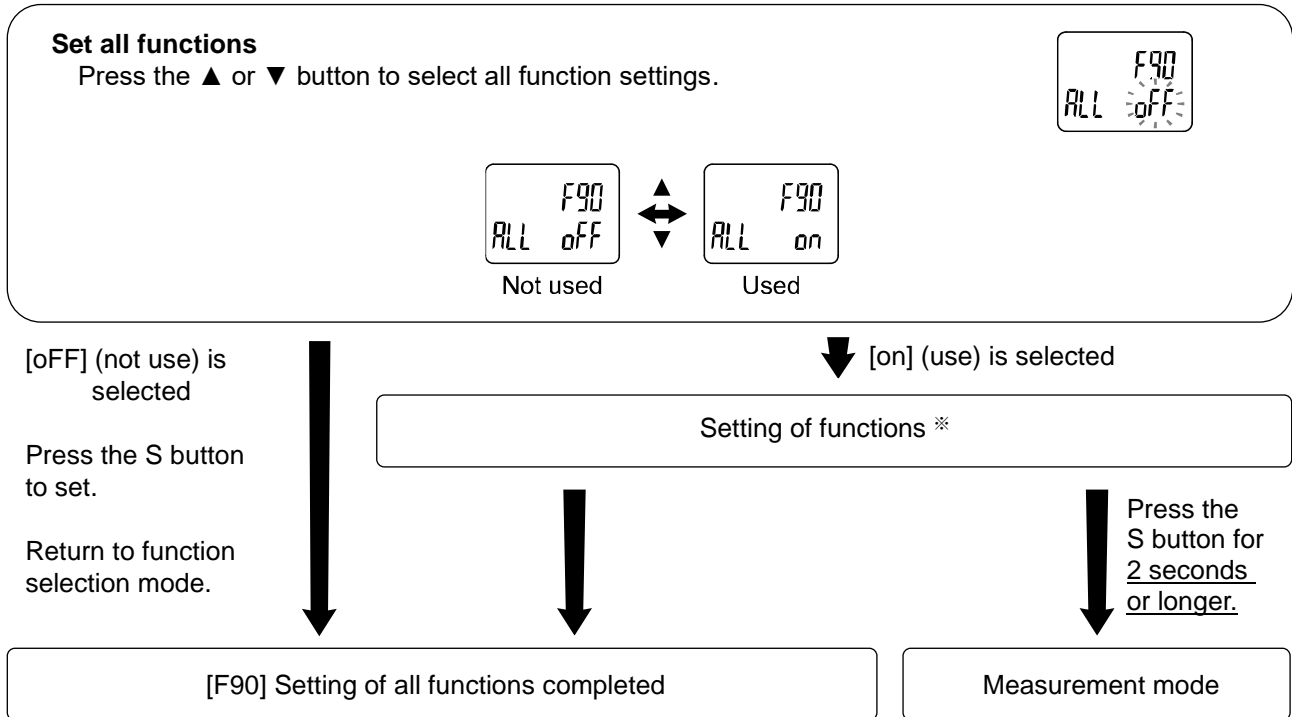 Set all functions
Press the ▲ or ▼ button to select all function settings.
F90
ALL oFF
F90
ALL oFF
▲
▼
F90
ALL on
Not used
Used
[oFF] (not use) is
selected
Press the S button
to set.
Return to function
selection mode.
[on] (use) is selected
Setting of functions ※
Press the
S button for
2 seconds
or longer.
[F90] Setting of all functions completed
Measurement mode